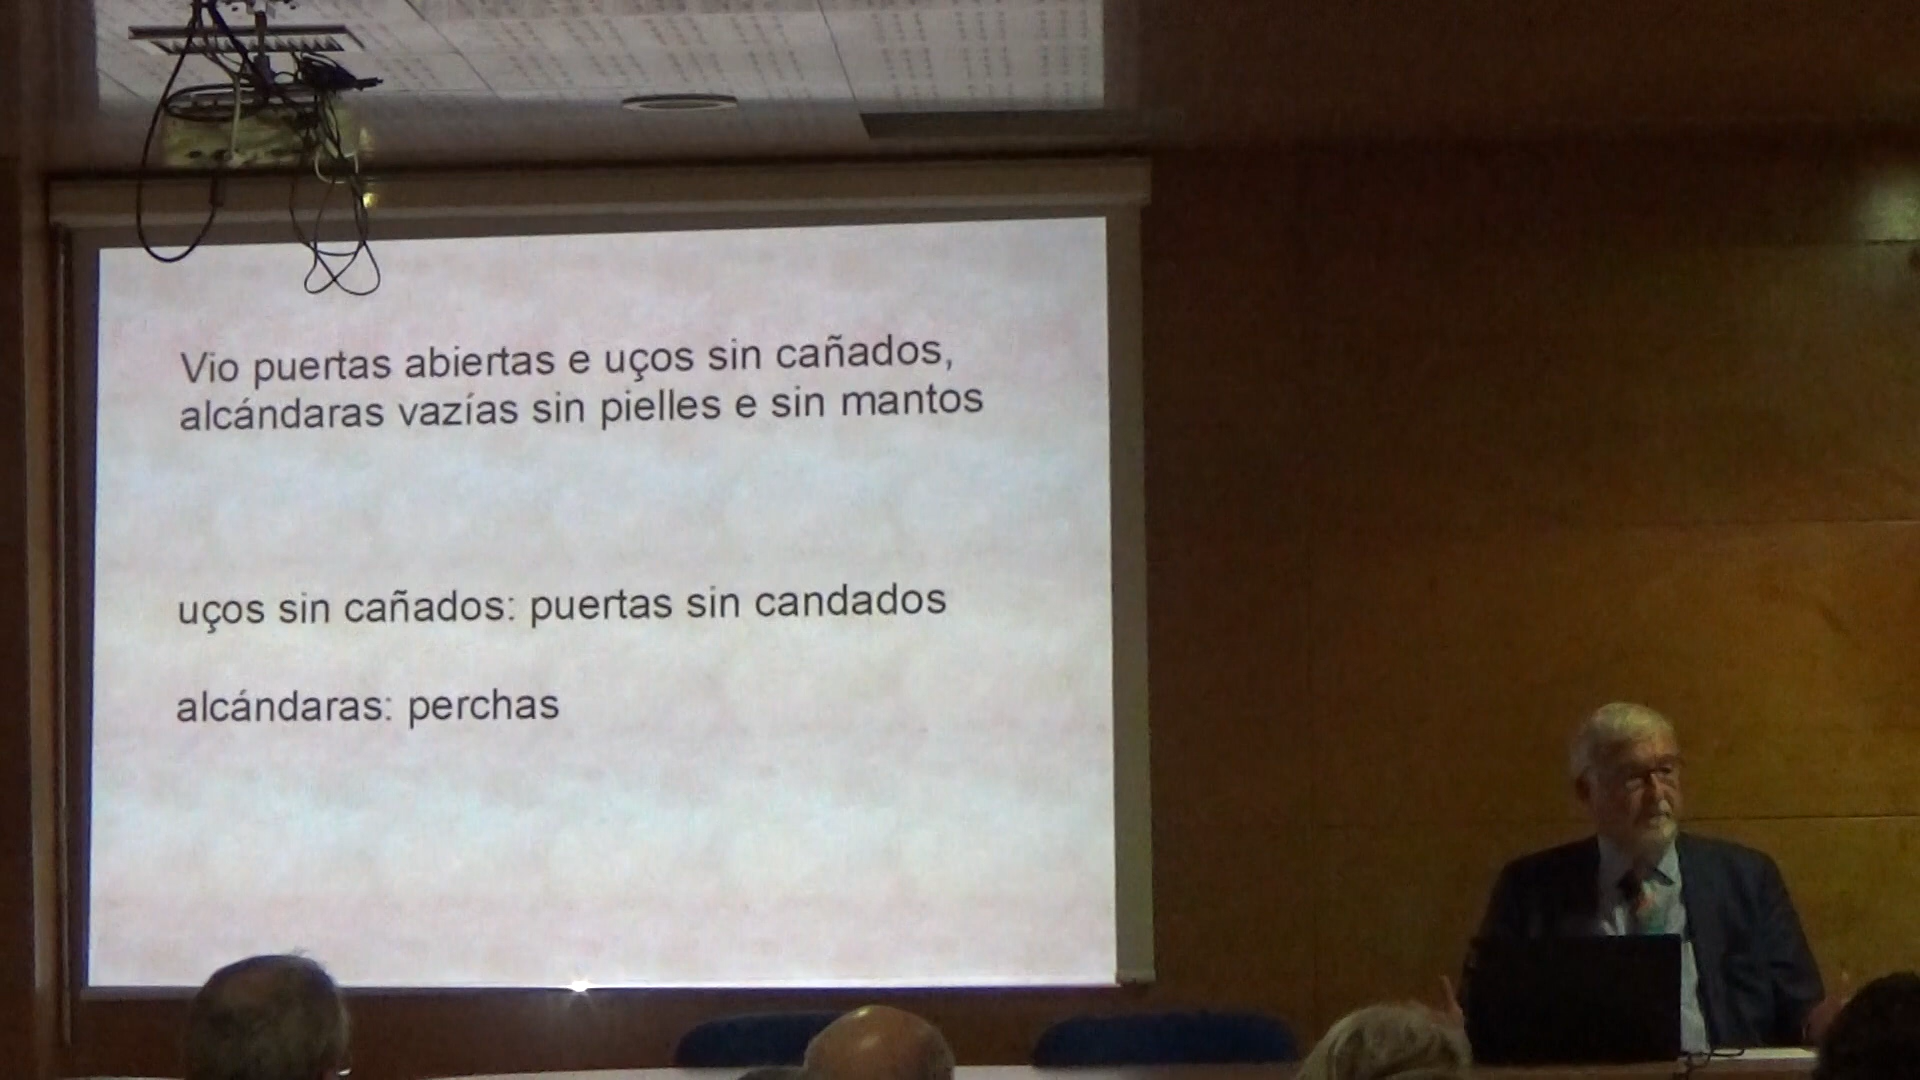 Vio puertas abiertas e uços sin cañados,
alcándaras vazías sin pielles e sin mantos
uços sin cañados: puertas sin candados
alcándaras: perchas